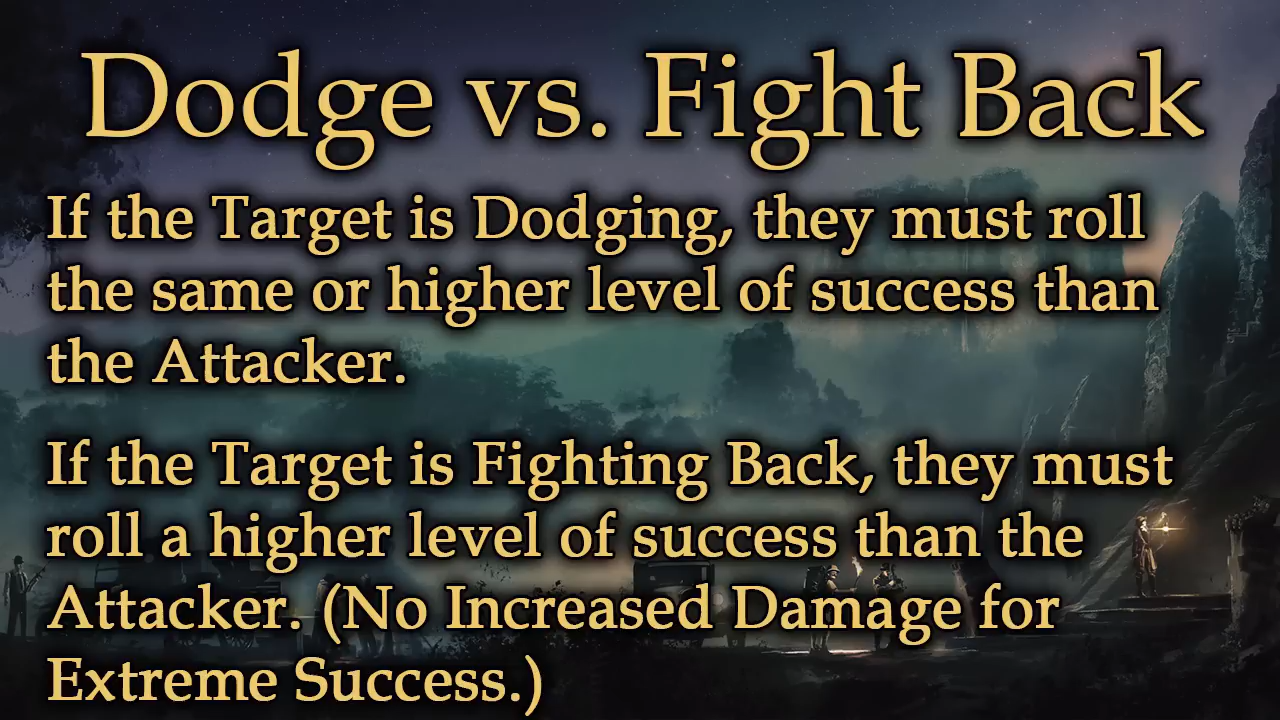 Dodge vs. Fight Back
If the Target is Dodging, they must roll
the same or higher level of success than
the Attacker.
If the Target is Fighting Back, they must
roll a higher level of success than the
Attacker. (No Increased Damage for
Extreme Success.)